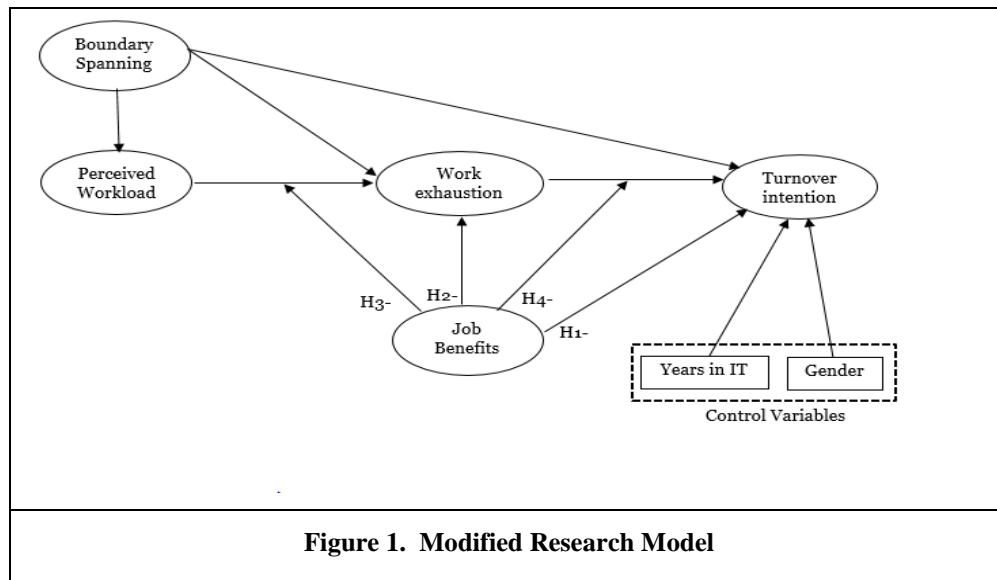 Boundary
Spanning
Perceived
Workload
Work
exhaustion
Turnover
intention
H3-
H2-
H4-
H1-
Job
Benefits
Years in IT
Gender
Control Variables
Figure 1. Modified Research Model